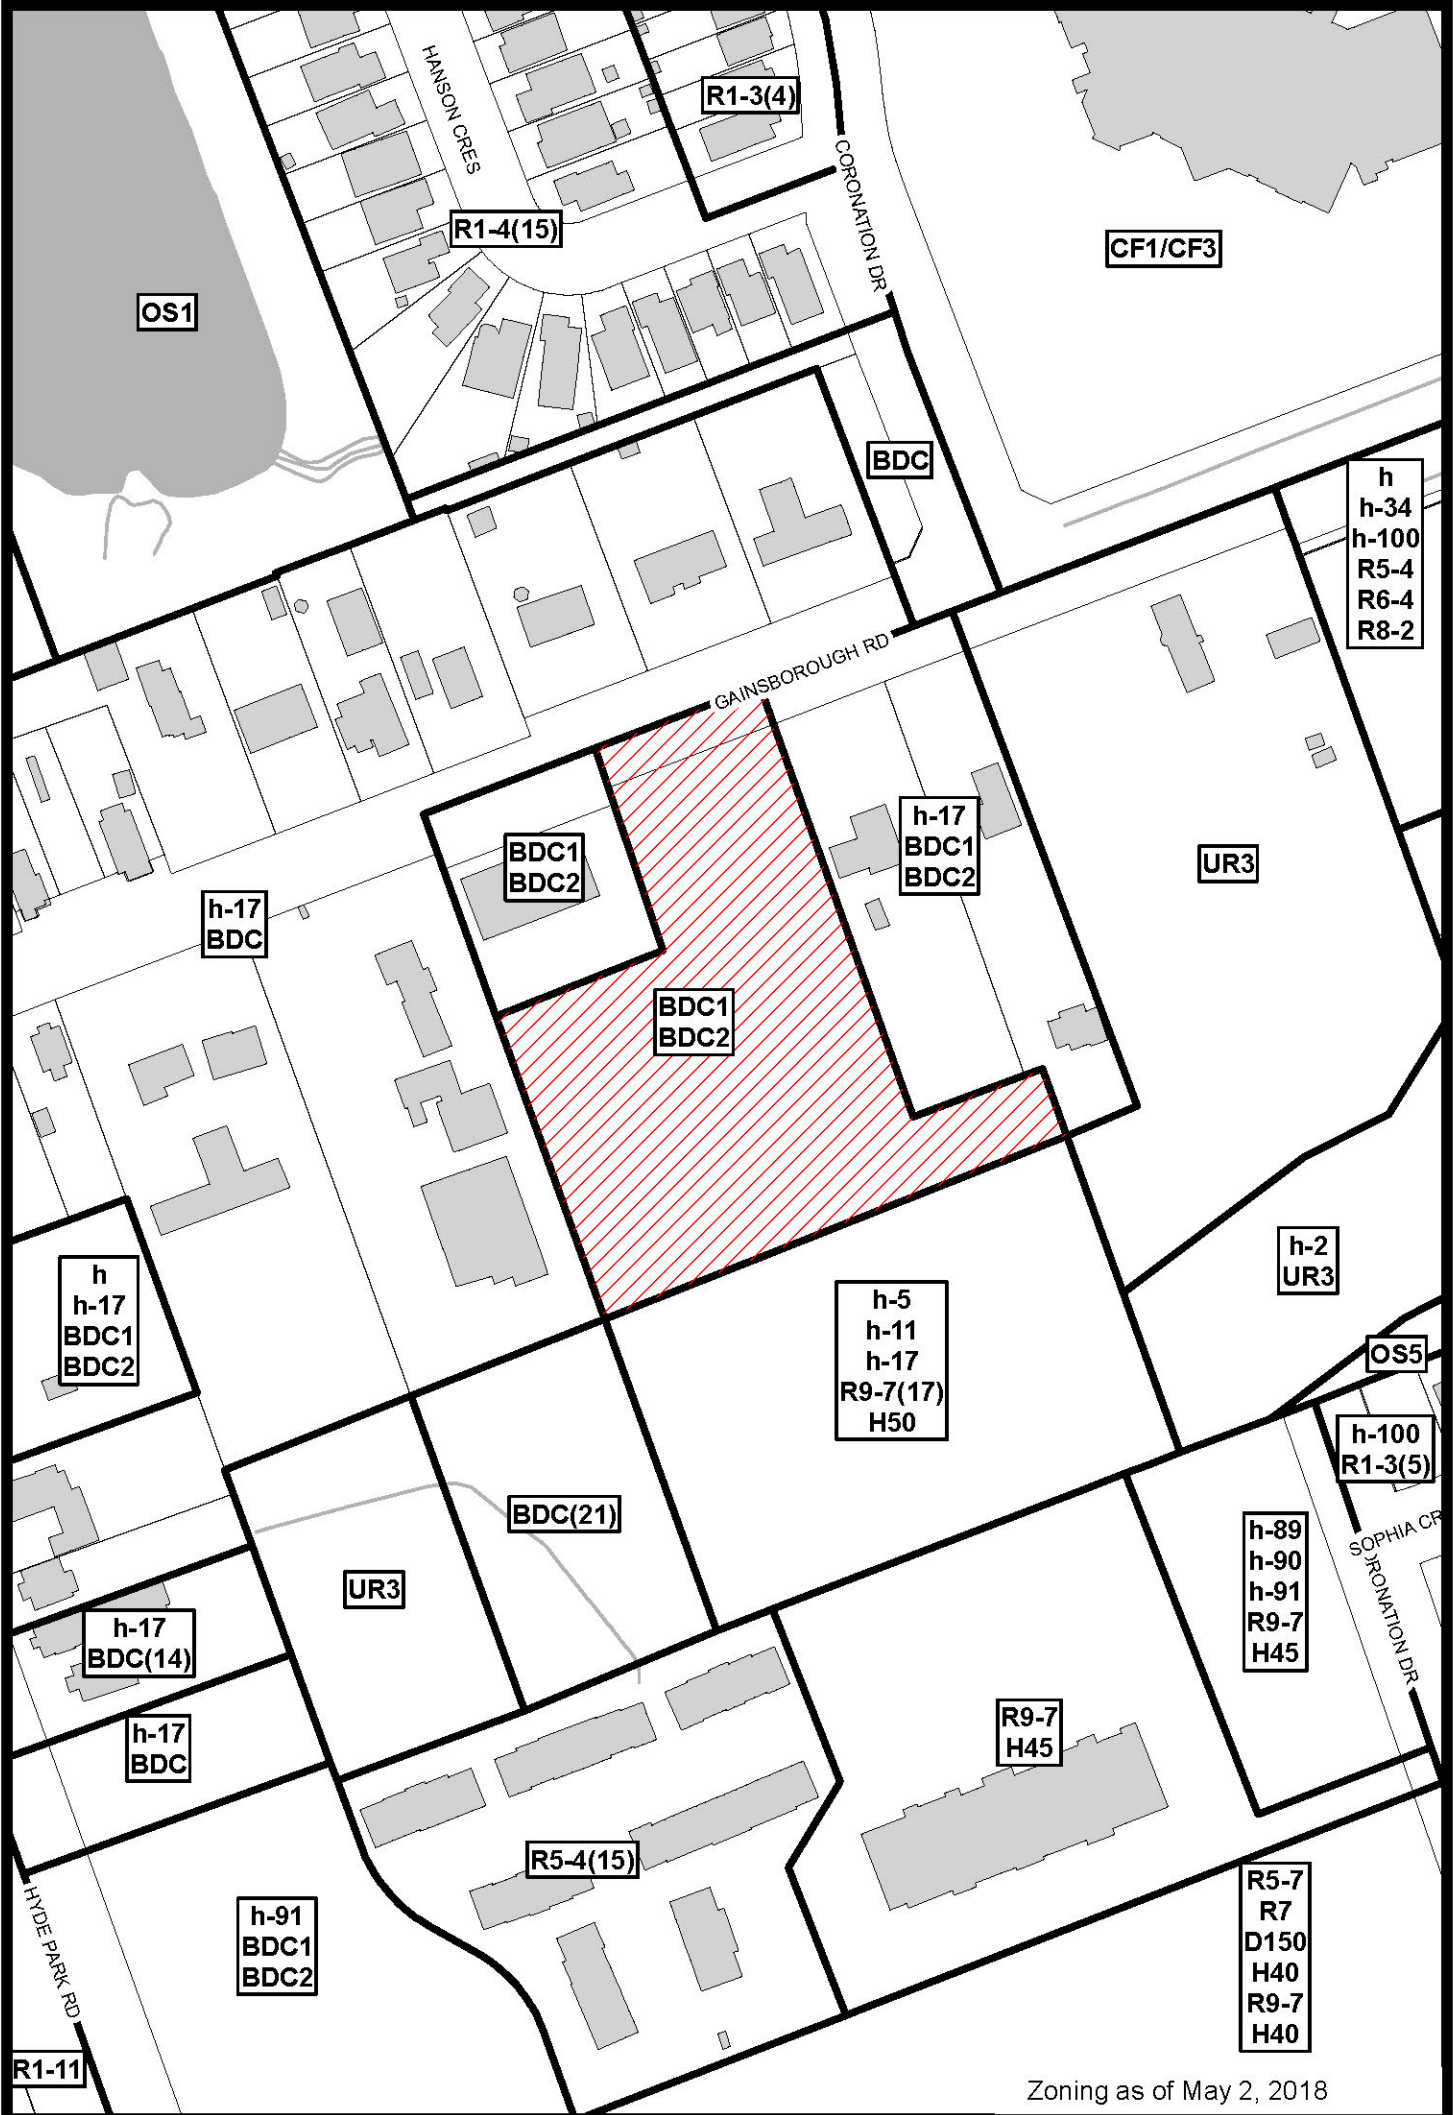 HANSON CRES
R1-3(4)
CORONATION DR
R1-4(15)
CF1/CF3
OS1
BDC
h
h-34
h-100
R5-4
R6-4
R8-2
GAINSBOROUGH RD
BDC1
BDC2
h-17
BDC1
BDC2
UR3
h-17
BDC
BDC1
BDC2
h
h-17
BDC1
BDC2
h-2
UR3
h-5
h-11
h-17
R9-7(17)
H50
OS5
h-100
R1-3(5)
BDC(21)
SOPHIA CR
h-89
h-90
h-91
R9-7
H45
UR3
ORONATION DR
h-17
BDC(14)
h-17
BDC
R9-7
H45
R5-4(15)
HYDE PARK RD
h-91
BDC1
BDC2
R5-7
R7
D150
H40
R9-7
H40
R1-11
Zoning as of May 2, 2018